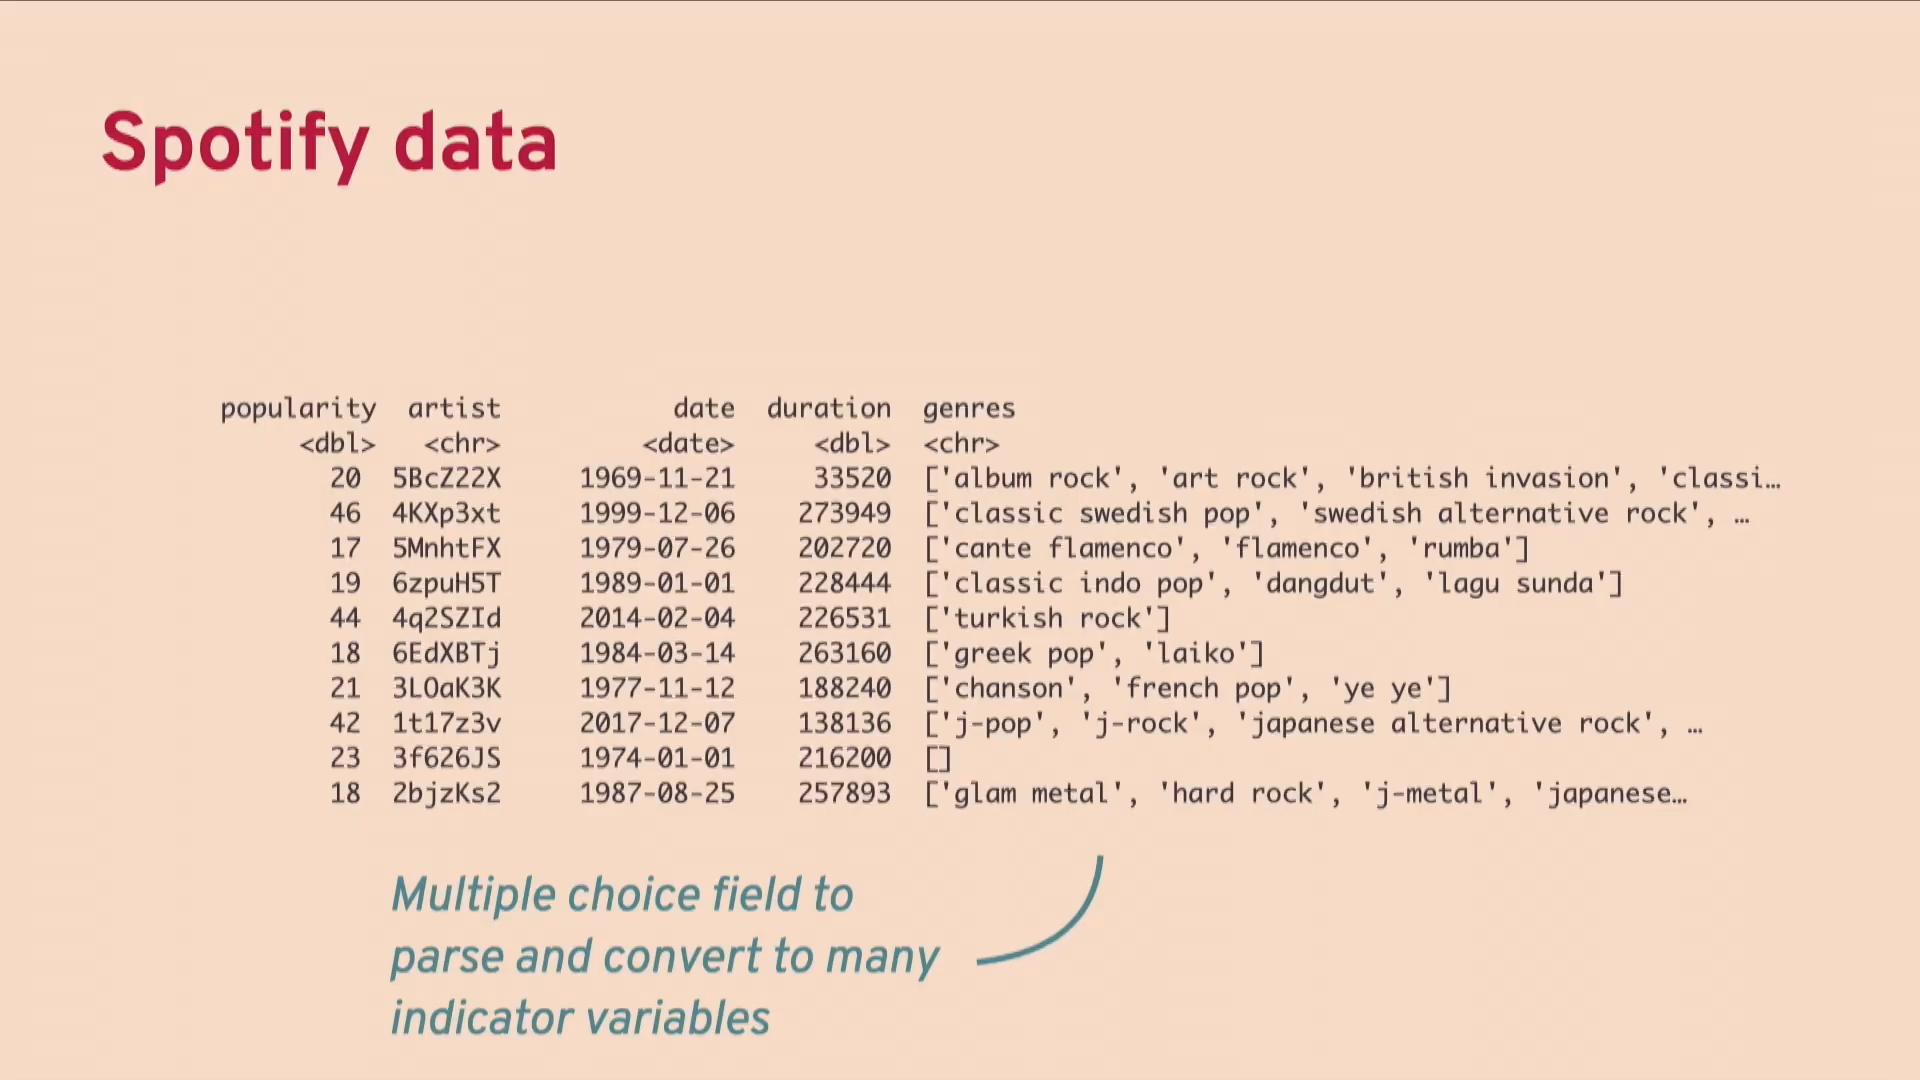 Spotify data
popularity artist date duration genres
<dbl> <chr> <date> <dbl> <chr>
20 5BcZ22X 1969-11-21 33520 ['album rock', 'art rock', 'british invasion', 'classi…
46 4KXp3xt 1999-12-06 273949 ['classic swedish pop', 'swedish alternative rock', …
17 5MnhtFX 1979-07-26 202720 ['cante flamenco', 'flamenco', 'rumba']
19 6zpuH5T 1989-01-01 228444 ['classic indo pop', 'dangdut', 'lagu sunda']
44 4q2SZId 2014-02-04 226531 ['turkish rock']
18 6EdXBTj 1984-03-14 263160 ['greek pop', 'laiko']
21 3LOaK3K 1977-11-12 188240 ['chanson', 'french pop', 'ye ye']
42 1t17z3v 2017-12-07 138136 ['j-pop', 'j-rock', 'japanese alternative rock', …
23 3f626JS 1974-01-01 216200 []
18 2bjzKs2 1987-08-25 257893 ['glam metal', 'hard rock', 'j-metal', 'japanese…
Multiple choice field to
parse and convert to many
indicator variables